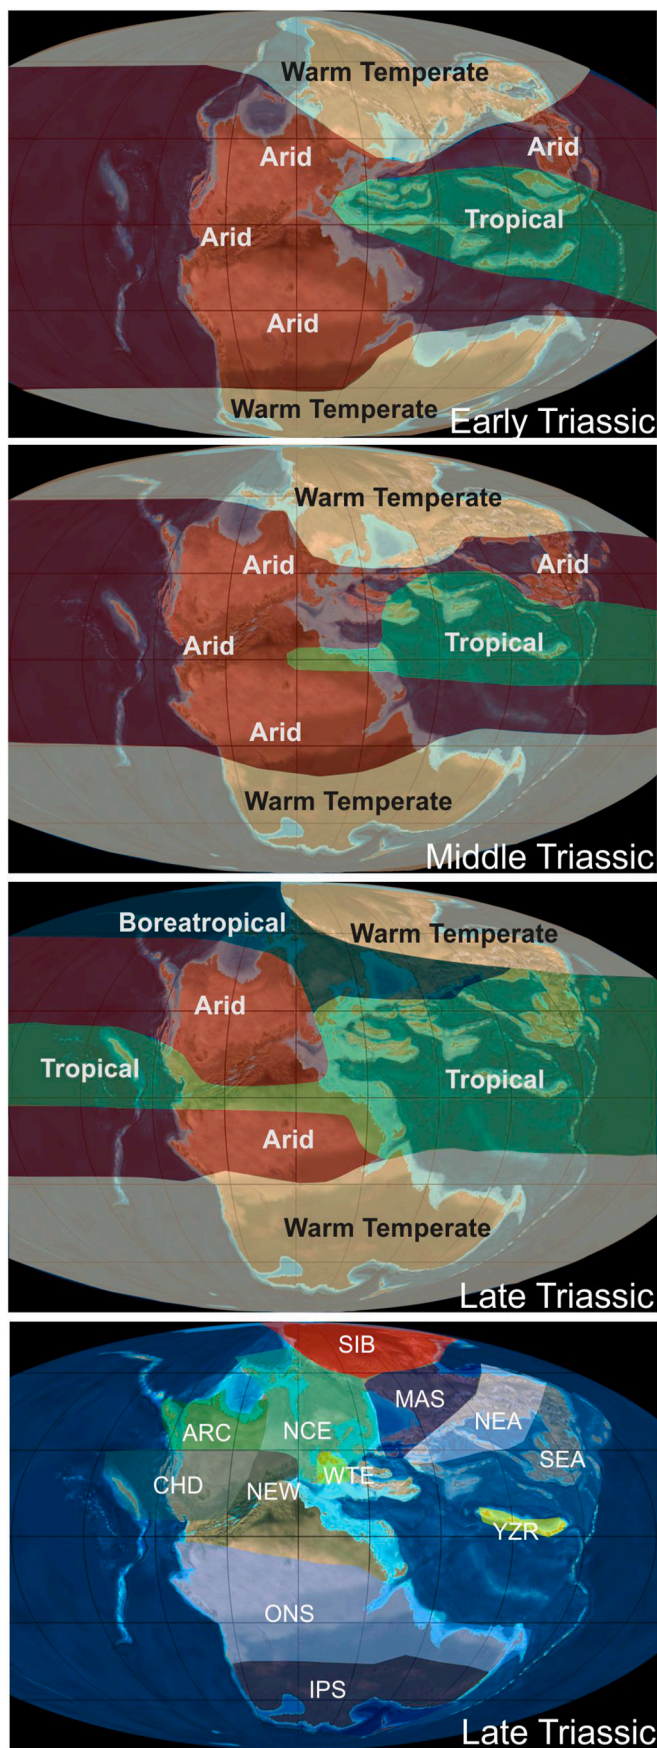 Warm Temperate
Arid
Arid
Tropical
Arid
Arid
Warm Temperate
Early Triassic
Warm Temperate
Arid
Arid
Arid
Tropical
Arid
Warm Temperate
Middle Triassic
Boreatropical
Warm Temperate
Arid
Tropical
Tropical
Arid
Warm Temperate
Late Triassic
SIB
MAS
NEA
ARC
NCE
SEA
CHD
NEW
WTE
YZR
ONS
IPS
Late Triassic